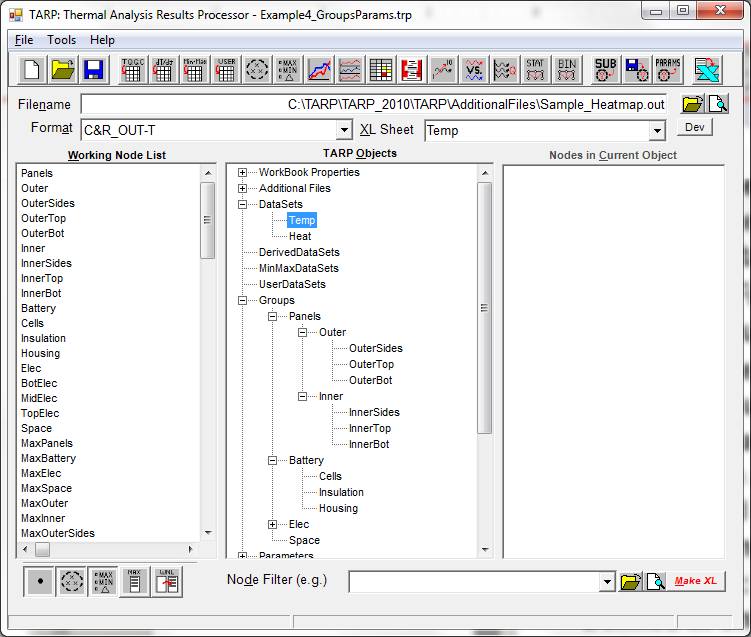 TARP: Thermal Analysis Results Processor - Example4_GroupsParams.trp
File Tools Help
TQGC dT/dt Min-Max USER MAX MIN 10 VS. Q STAT BIN SUB PARAMS
Filename C:\TARP\TARP_2010\TARP\AdditionalFiles\Sample_Heatmap.out
Format C&R_OUT-T XL Sheet Temp Dev
Working Node List
Panels
Outer
OuterSides
OuterTop
OuterBot
Inner
InnerSides
InnerTop
InnerBot
Battery
Cells
Insulation
Housing
Elec
BotElec
MidElec
TopElec
Space
MaxPanels
MaxBattery
MaxElec
MaxSpace
MaxOuter
MaxInner
MaxOuterSides
TARP Objects
WorkBook Properties
Additional Files
DataSets
Temp
Heat
DerivedDataSets
MinMaxDataSets
UserDataSets
Groups
Panels
Outer
OuterSides
OuterTop
OuterBot
Inner
InnerSides
InnerTop
InnerBot
Battery
Cells
Insulation
Housing
Elec
Space
Parameters
Nodes in Current Object
MAX MIN MAX WNL
Node Filter (e.g.) Make XL